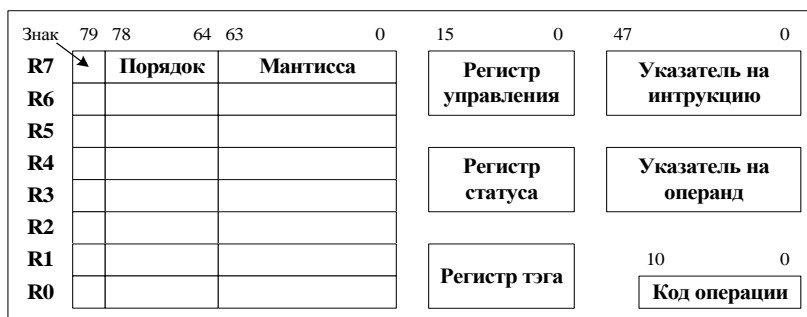 Знак 79 78 64 63 0 15 0 47 0
R7 Порядок Мантисса
Регистр
управления
Указатель на
интрукцию
R6
R5
R4
Регистр
статуса
Указатель на
операнд
R3
R2
R1
Регистр тэга
10 0
Код операции
R0